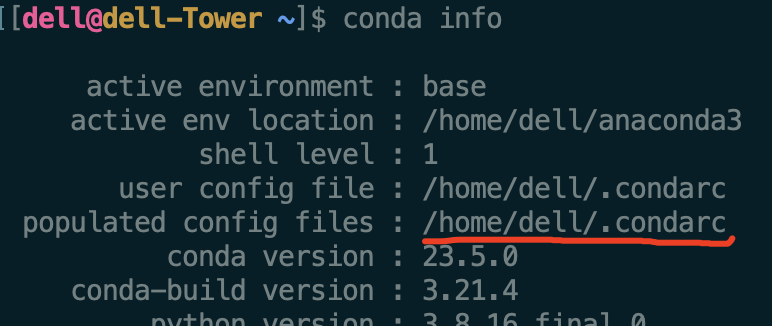 [[dell@dell-Tower ~]$ conda info
active environment : base
active env location : /home/dell/anaconda3
shell level : 1
user config file : /home/dell/.condarc
populated config files : /home/dell/.condarc
conda version : 23.5.0
conda-build version : 3.21.4
python version : 3.8.16.final.0